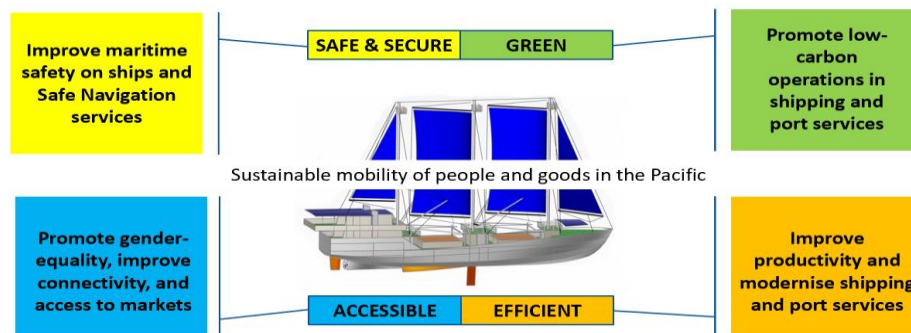 Improve maritime
safety on ships and
Safe Navigation
services
SAFE & SECURE
GREEN
Promote low-
carbon
operations in
shipping and
port services
Sustainable mobility of people and goods in the Pacific
Promote gender-
equality, improve
connectivity, and
access to markets
ACCESSIBLE
EFFICIENT
Improve
productivity and
modernise shipping
and port services